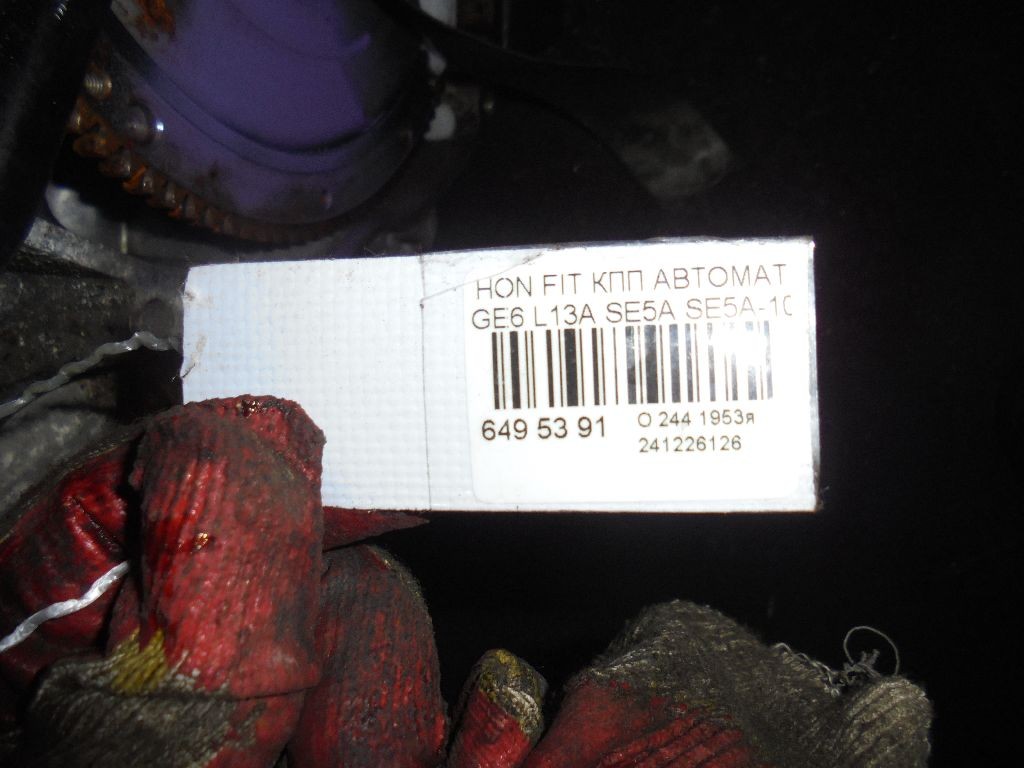 HON FIT КПП АВТОМАТ
GE6 L13A SE5A SE5A-10
649 53 91
О 244 1953я
241226126